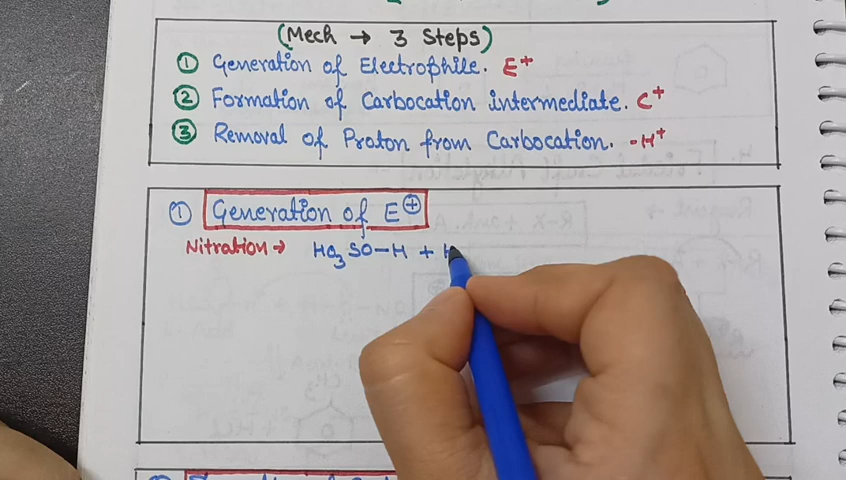 (Mech → 3 Steps)
① Generation of Electrophile. E⁺
② Formation of Carbocation intermediate. C⁺
③ Removal of Proton from Carbocation. -H⁺
① Generation of E⊕
Nitration → HO₃SO-H + H